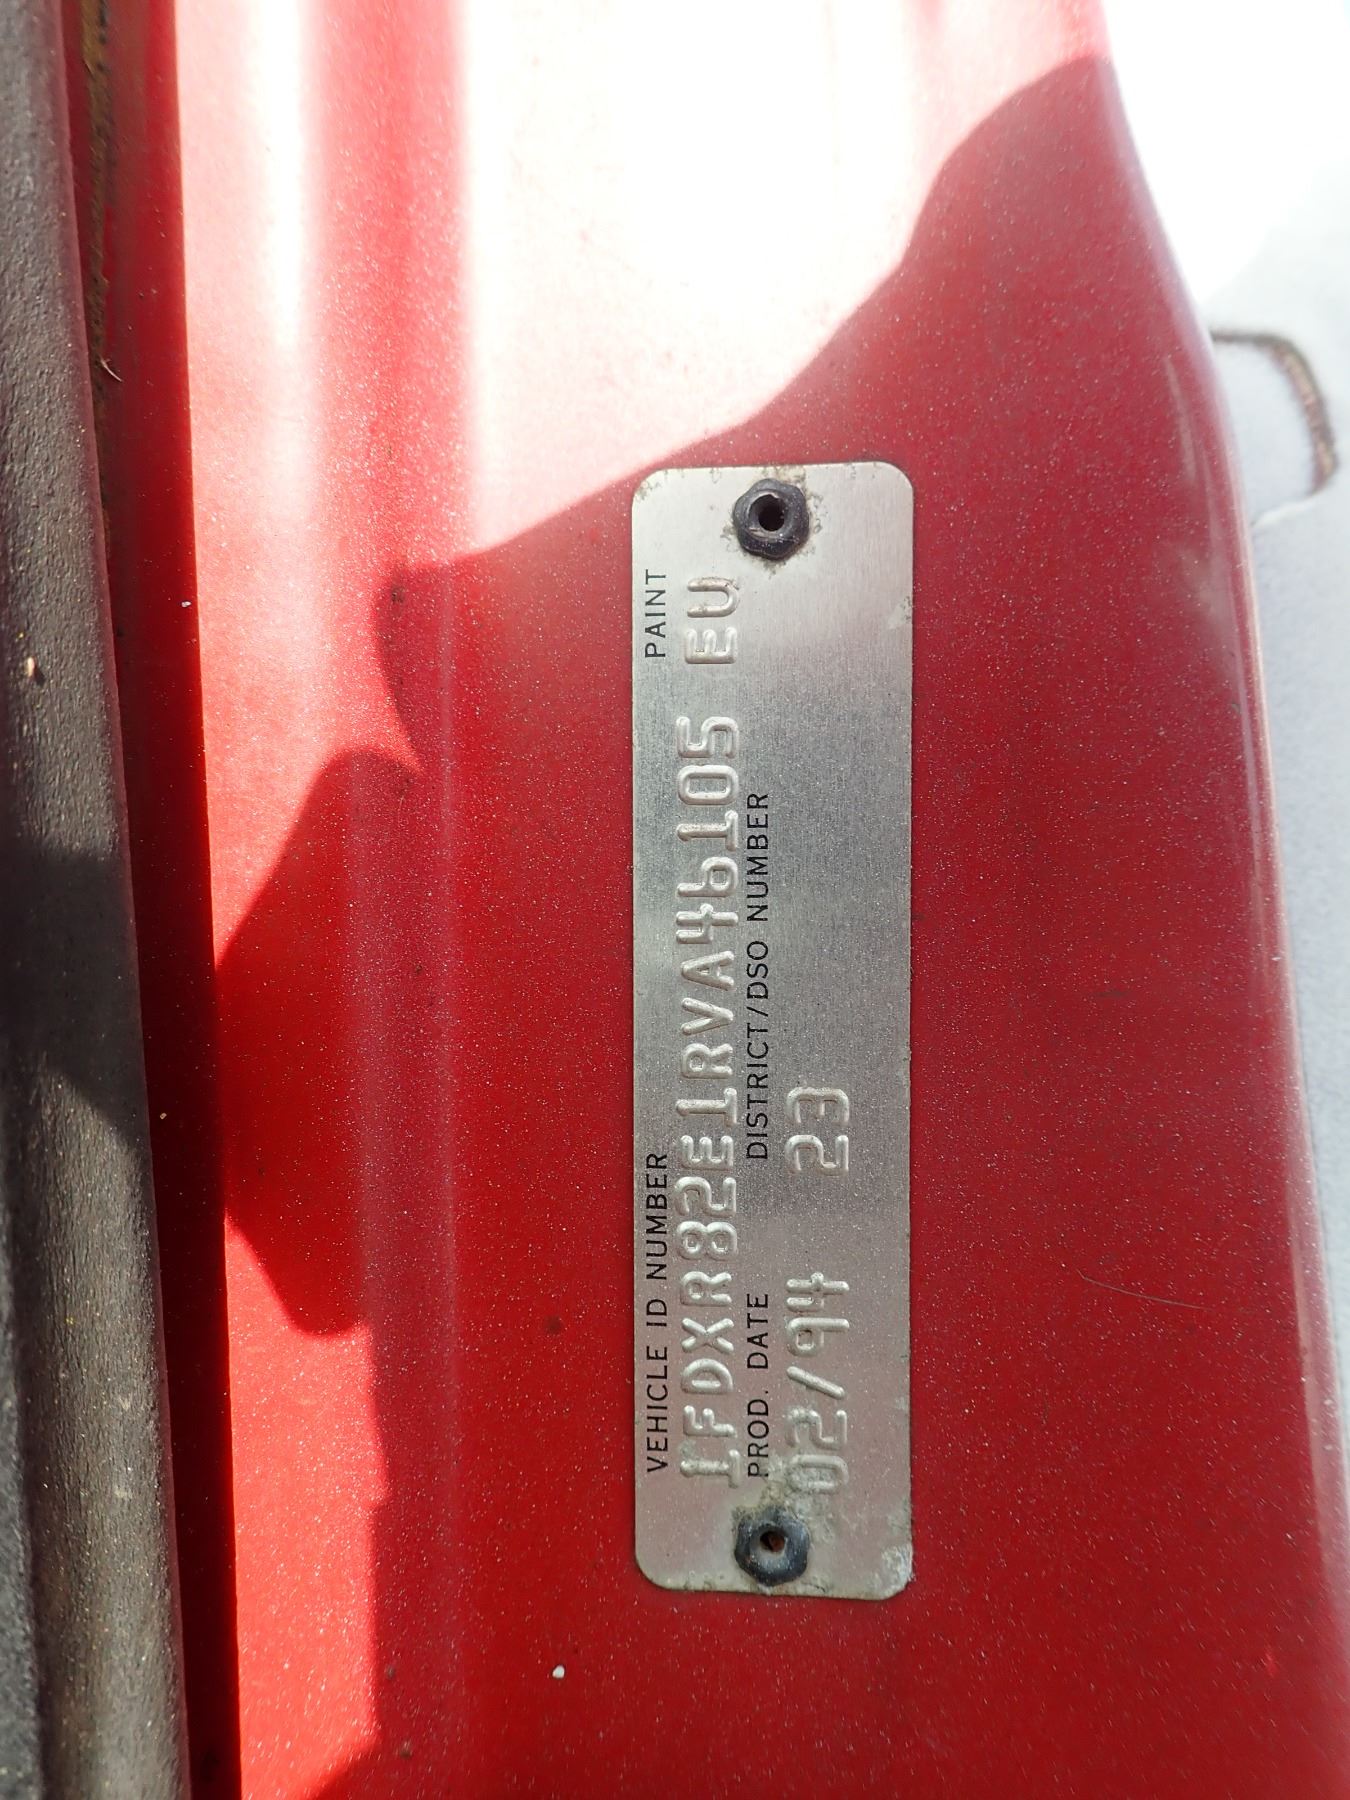 VEHICLE ID NUMBER PAINT
1FDXR82E1RVA46105 EU
PROD. DATE DISTRICT/DSO NUMBER
02/94 23